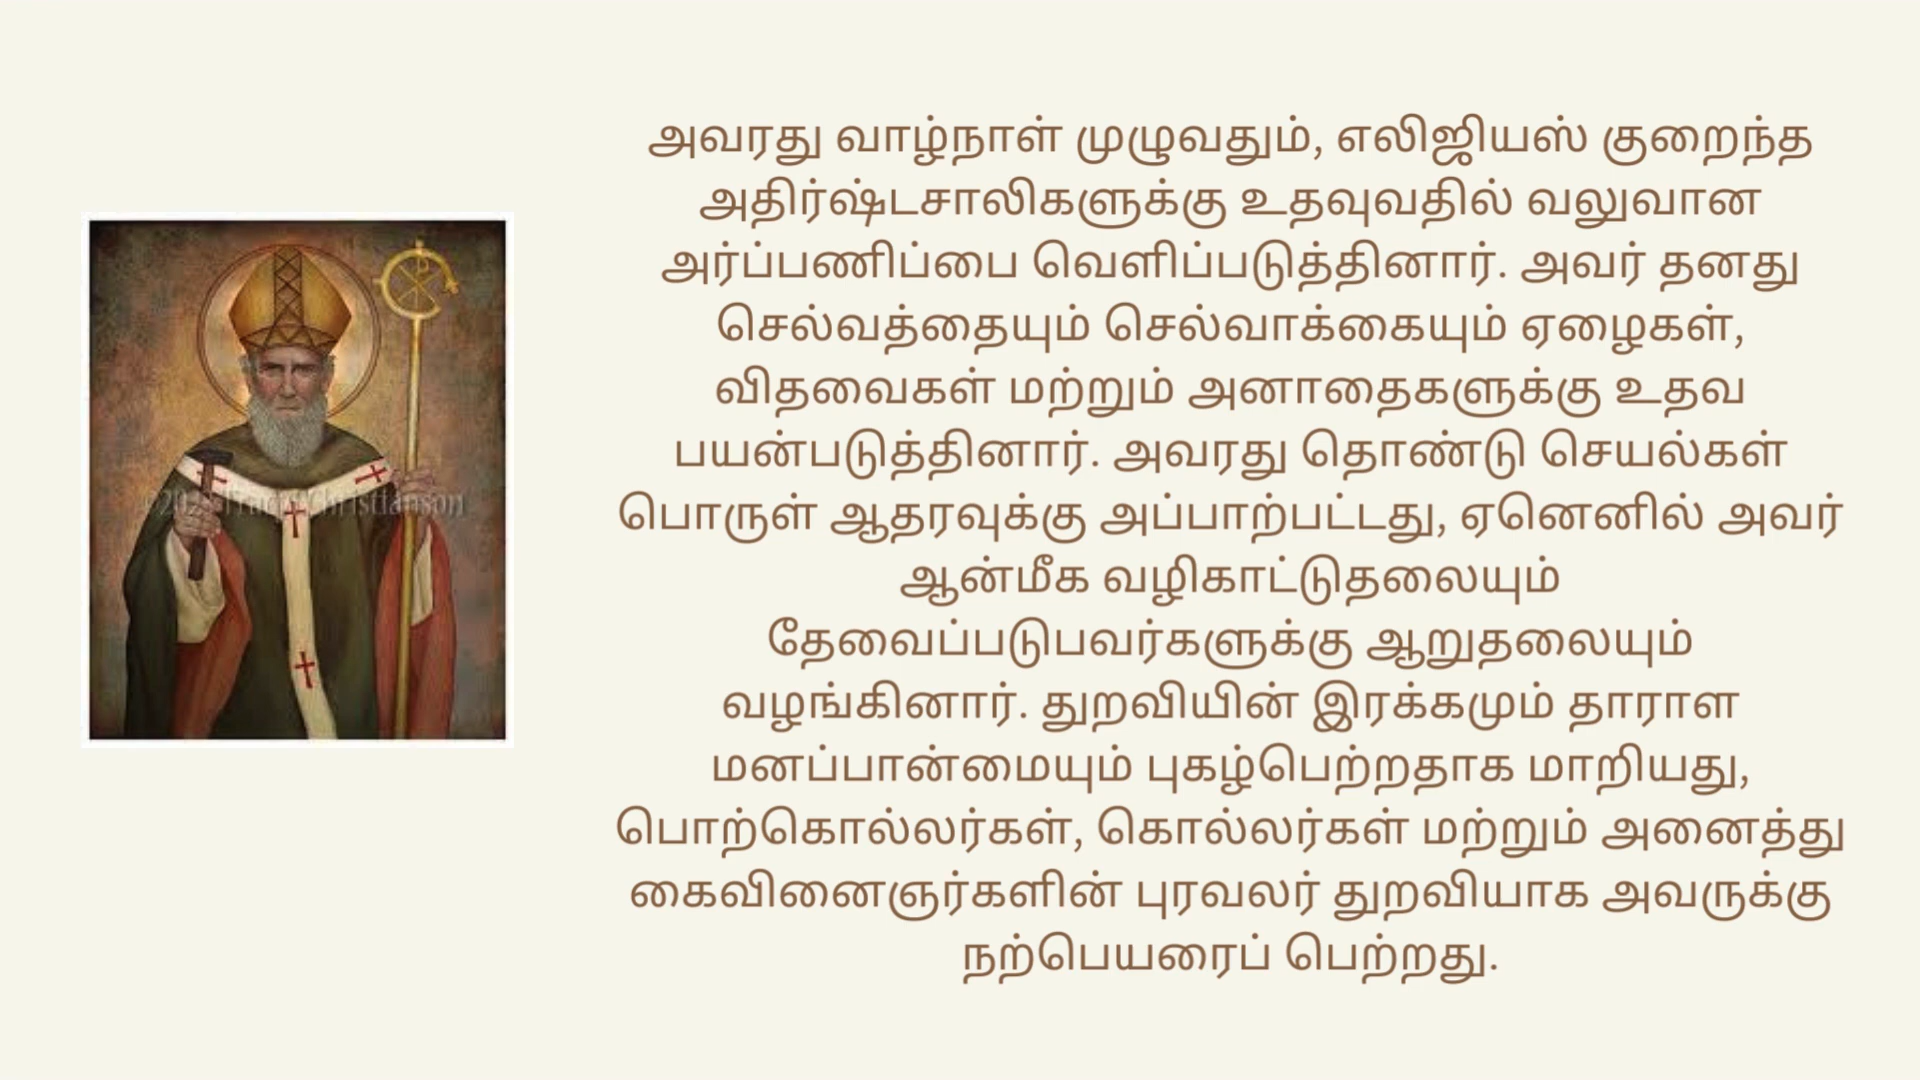 அவரது வாழ்நாள் முழுவதும், எலிஜியஸ் குறைந்த
அதிர்ஷ்டசாலிகளுக்கு உதவுவதில் வலுவான
அர்ப்பணிப்பை வெளிப்படுத்தினார். அவர் தனது
செல்வத்தையும் செல்வாக்கையும் ஏழைகள்,
விதவைகள் மற்றும் அனாதைகளுக்கு உதவ
பயன்படுத்தினார். அவரது தொண்டு செயல்கள்
பொருள் ஆதரவுக்கு அப்பாற்பட்டது, ஏனெனில் அவர்
ஆன்மீக வழிகாட்டுதலையும்
தேவைப்படுபவர்களுக்கு ஆறுதலையும்
வழங்கினார். துறவியின் இரக்கமும் தாராள
மனப்பான்மையும் புகழ்பெற்றதாக மாறியது,
பொற்கொல்லர்கள், கொல்லர்கள் மற்றும் அனைத்து
கைவினைஞர்களின் புரவலர் துறவியாக அவருக்கு
நற்பெயரைப் பெற்றது.
Christianson